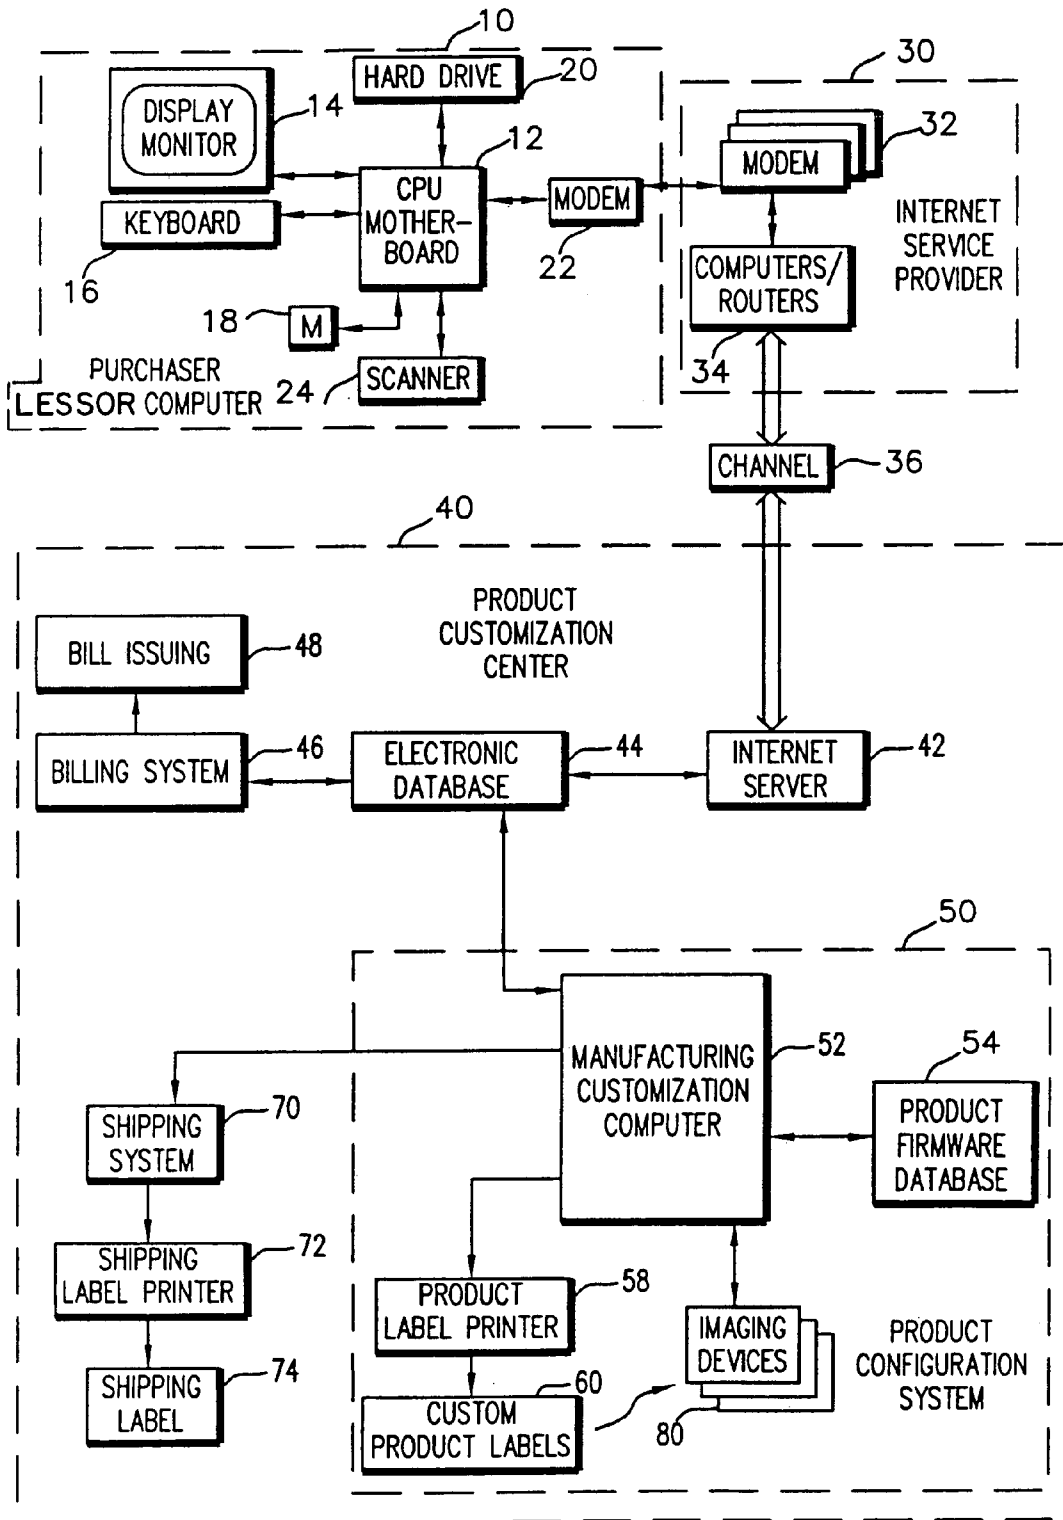 10
HARD DRIVE
20
DISPLAY
MONITOR
14
12
CPU
MOTHER-
BOARD
KEYBOARD
16
MODEM
22
18
M
24
SCANNER
PURCHASER
LESSOR COMPUTER
30
32
MODEM
INTERNET
SERVICE
PROVIDER
COMPUTERS/
ROUTERS
34
CHANNEL
36
40
PRODUCT
CUSTOMIZATION
CENTER
BILL ISSUING
48
BILLING SYSTEM
46
ELECTRONIC
DATABASE
44
INTERNET
SERVER
42
50
MANUFACTURING
CUSTOMIZATION
COMPUTER
52
54
PRODUCT
FIRMWARE
DATABASE
SHIPPING
SYSTEM
70
SHIPPING
LABEL PRINTER
72
SHIPPING
LABEL
74
PRODUCT
LABEL PRINTER
58
60
CUSTOM
PRODUCT LABELS
IMAGING
DEVICES
80
PRODUCT
CONFIGURATION
SYSTEM